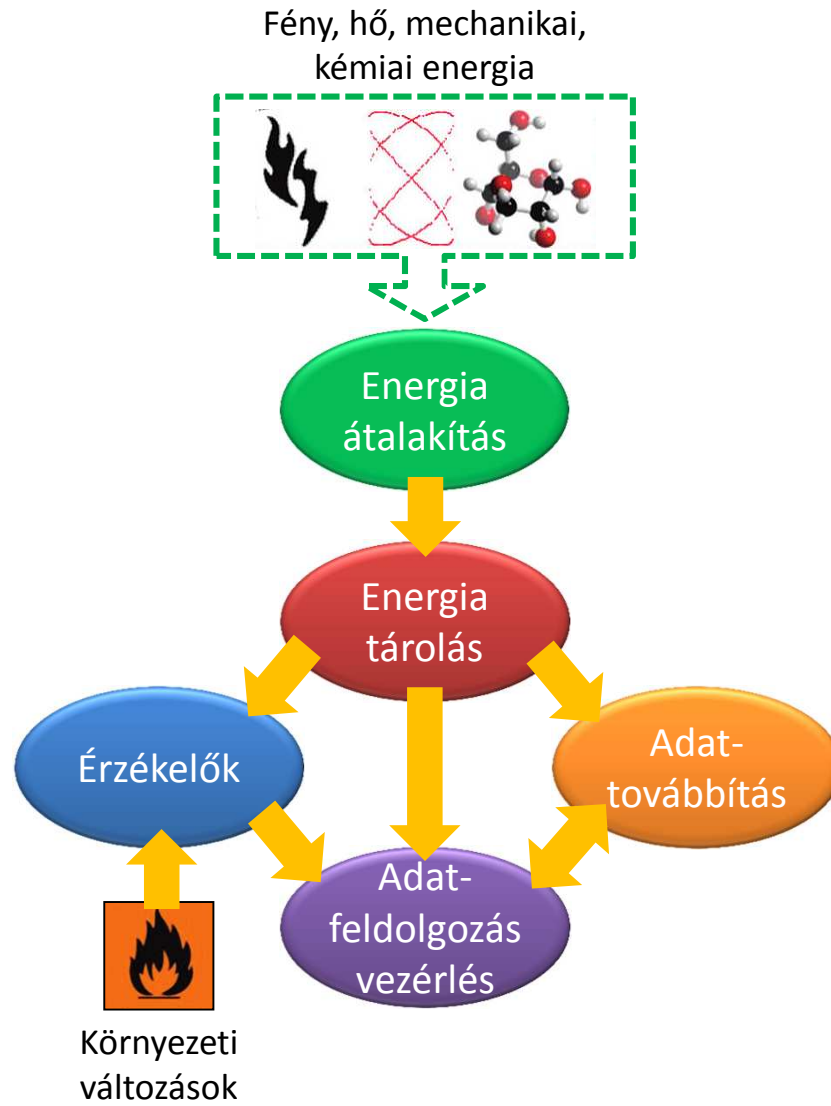 Fény, hő, mechanikai,
kémiai energia
Energia
átalakítás
Energia
tárolás
Érzékelők
Adat-
továbbítás
Adat-
feldolgozás
vezérlés
Környezeti
változások